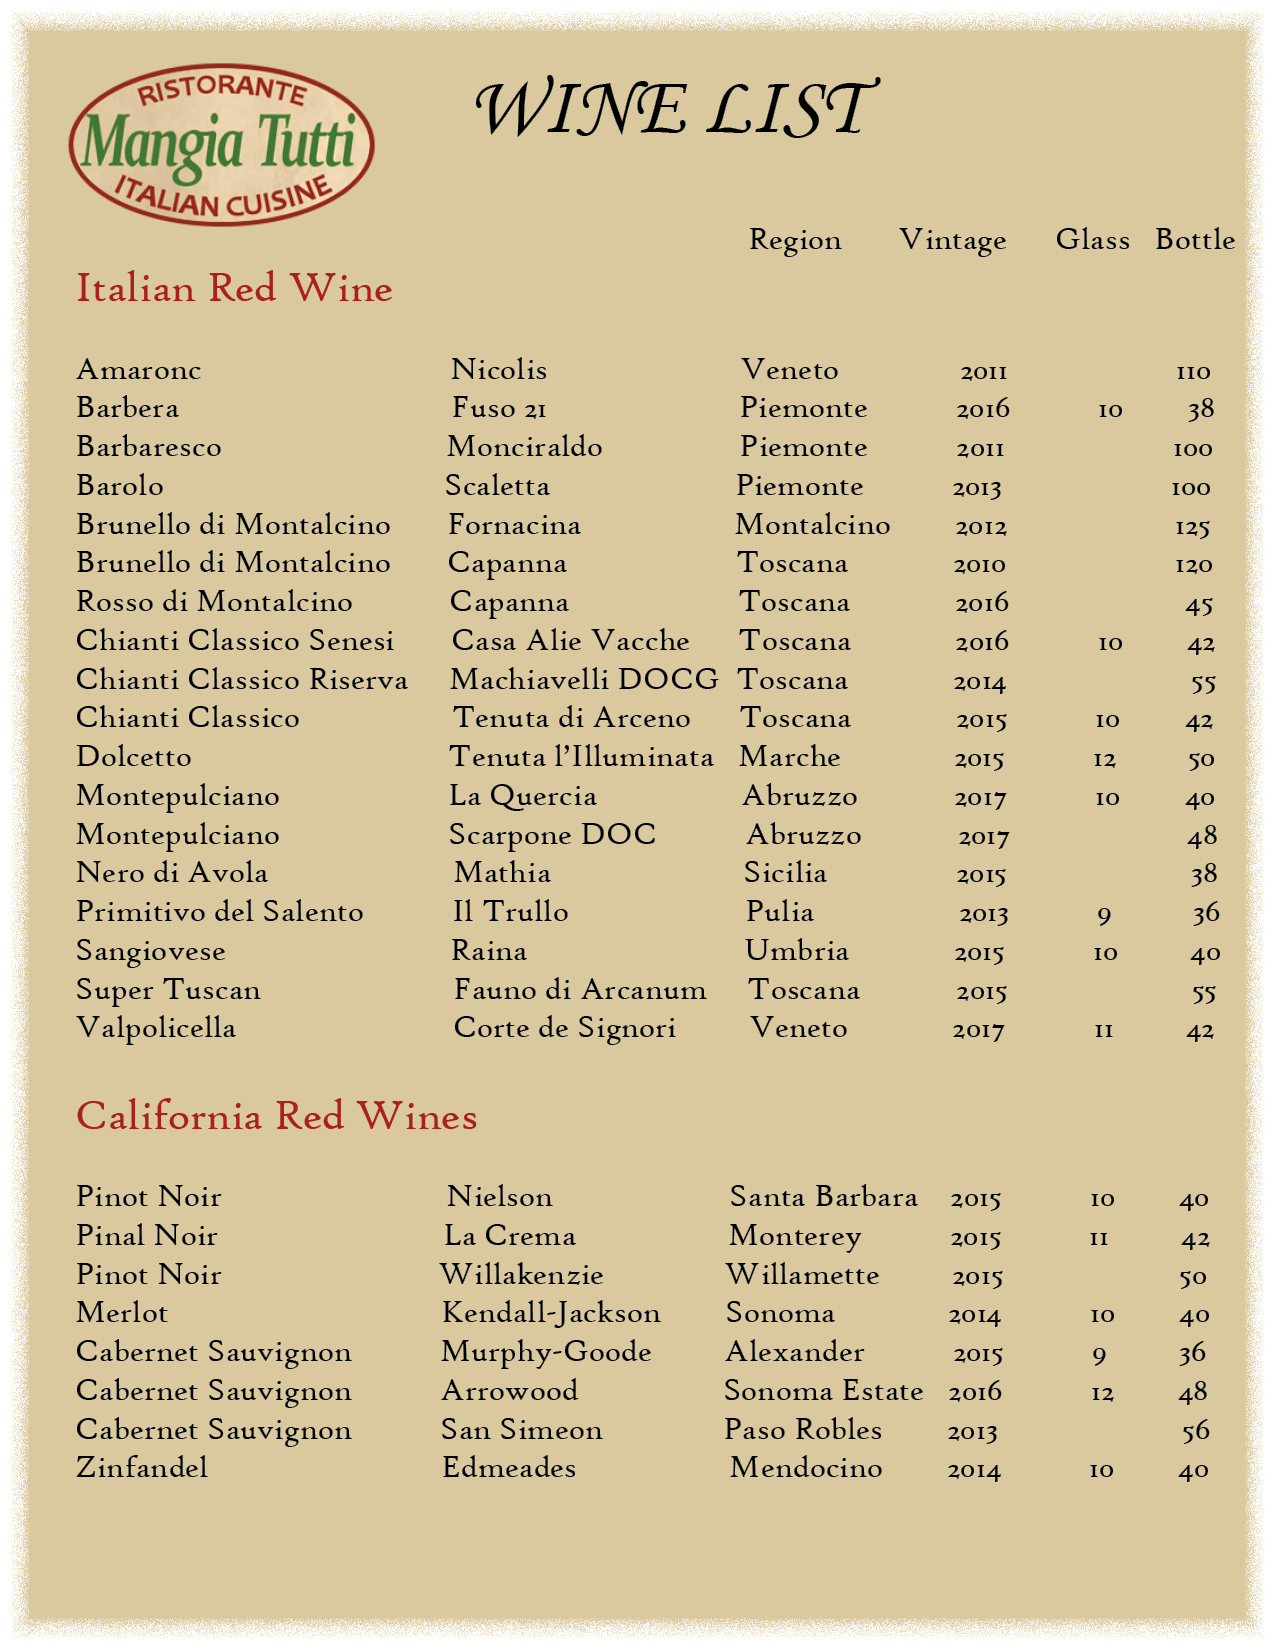 RISTORANTE
Mangia Tutti
ITALIAN CUISINE
WINE LIST
Region Vintage Glass Bottle
Italian Red Wine
Amaronc Nicolis Veneto 2011 110
Barbera Fuso 21 Piemonte 2016 10 38
Barbaresco Monciraldo Piemonte 2011 100
Barolo Scaletta Piemonte 2013 100
Brunello di Montalcino Fornacina Montalcino 2012 125
Brunello di Montalcino Capanna Toscana 2010 120
Rosso di Montalcino Capanna Toscana 2016 45
Chianti Classico Senesi Casa Alie Vacche Toscana 2016 10 42
Chianti Classico Riserva Machiavelli DOCG Toscana 2014 55
Chianti Classico Tenuta di Arceno Toscana 2015 10 42
Dolcetto Tenuta l’Illuminata Marche 2015 12 50
Montepulciano La Quercia Abruzzo 2017 10 40
Montepulciano Scarpone DOC Abruzzo 2017 48
Nero di Avola Mathia Sicilia 2015 38
Primitivo del Salento Il Trullo Pulia 2013 9 36
Sangiovese Raina Umbria 2015 10 40
Super Tuscan Fauno di Arcanum Toscana 2015 55
Valpolicella Corte de Signori Veneto 2017 11 42
California Red Wines
Pinot Noir Nielson Santa Barbara 2015 10 40
Pinal Noir La Crema Monterey 2015 11 42
Pinot Noir Willakenzie Willamette 2015 50
Merlot Kendall-Jackson Sonoma 2014 10 40
Cabernet Sauvignon Murphy-Goode Alexander 2015 9 36
Cabernet Sauvignon Arrowood Sonoma Estate 2016 12 48
Cabernet Sauvignon San Simeon Paso Robles 2013 56
Zinfandel Edmeades Mendocino 2014 10 40